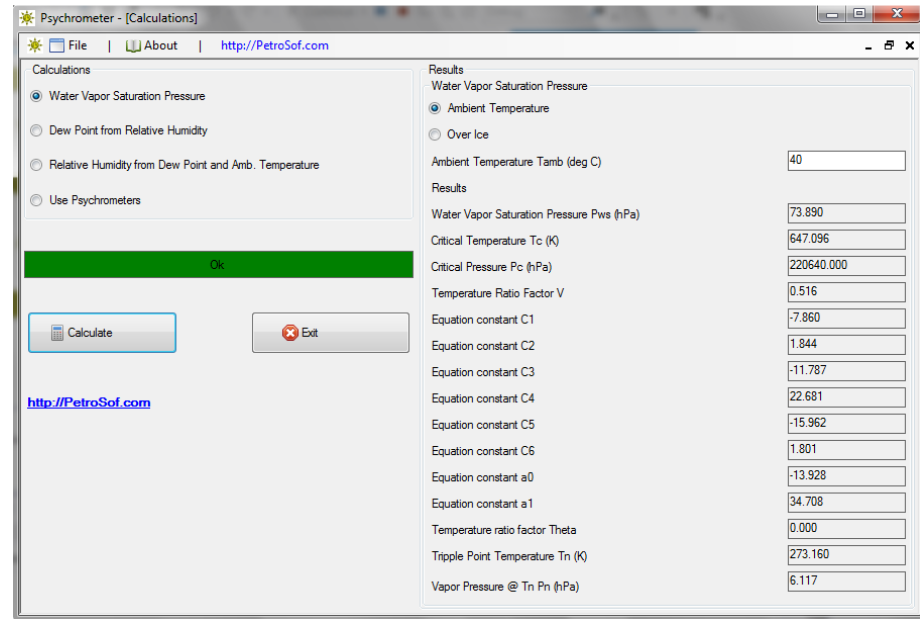 Psychrometer - [Calculations]
File | About | http://PetroSof.com
Calculations
Water Vapor Saturation Pressure
Dew Point from Relative Humidity
Relative Humidity from Dew Point and Amb. Temperature
Use Psychrometers
Ok
Calculate
Exit
http://PetroSof.com
Results
Water Vapor Saturation Pressure
Ambient Temperature
Over Ice
Ambient Temperature Tamb (deg C) 40
Results
Water Vapor Saturation Pressure Pws (hPa) 73.890
Critical Temperature Tc (K) 647.096
Critical Pressure Pc (hPa) 220640.000
Temperature Ratio Factor V 0.516
Equation constant C1 -7.860
Equation constant C2 1.844
Equation constant C3 -11.787
Equation constant C4 22.681
Equation constant C5 -15.962
Equation constant C6 1.801
Equation constant a0 -13.928
Equation constant a1 34.708
Temperature ratio factor Theta 0.000
Tripple Point Temperature Tn (K) 273.160
Vapor Pressure @ Tn Pn (hPa) 6.117